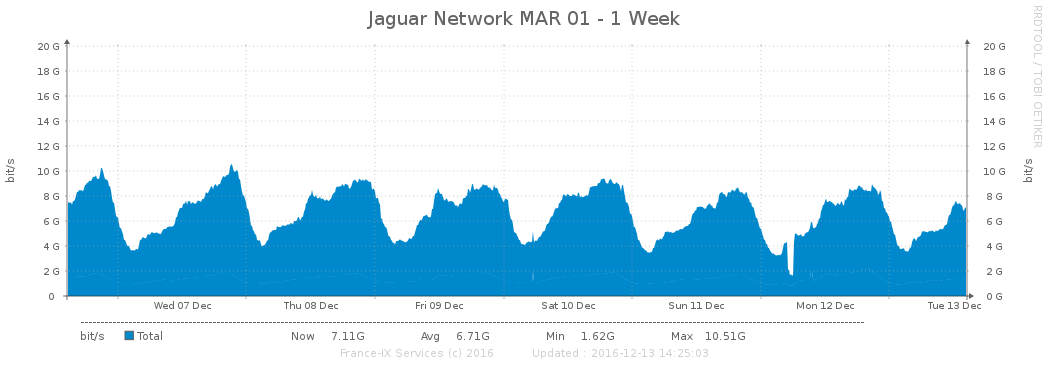 Jaguar Network MAR 01 - 1 Week
RRDTOOL / TOBI OETIKER
bit/s
20 G 20 G
18 G 18 G
16 G 16 G
14 G 14 G
12 G 12 G
10 G 10 G
8 G 8 G
6 G 6 G
4 G 4 G
2 G 2 G
0 0 G
bit/s
Wed 07 Dec Thu 08 Dec Fri 09 Dec Sat 10 Dec Sun 11 Dec Mon 12 Dec Tue 13 Dec
bit/s Total Now 7.11G Avg 6.71G Min 1.62G Max 10.51G
France-IX Services (c) 2016 Updated : 2016-12-13 14:25:03